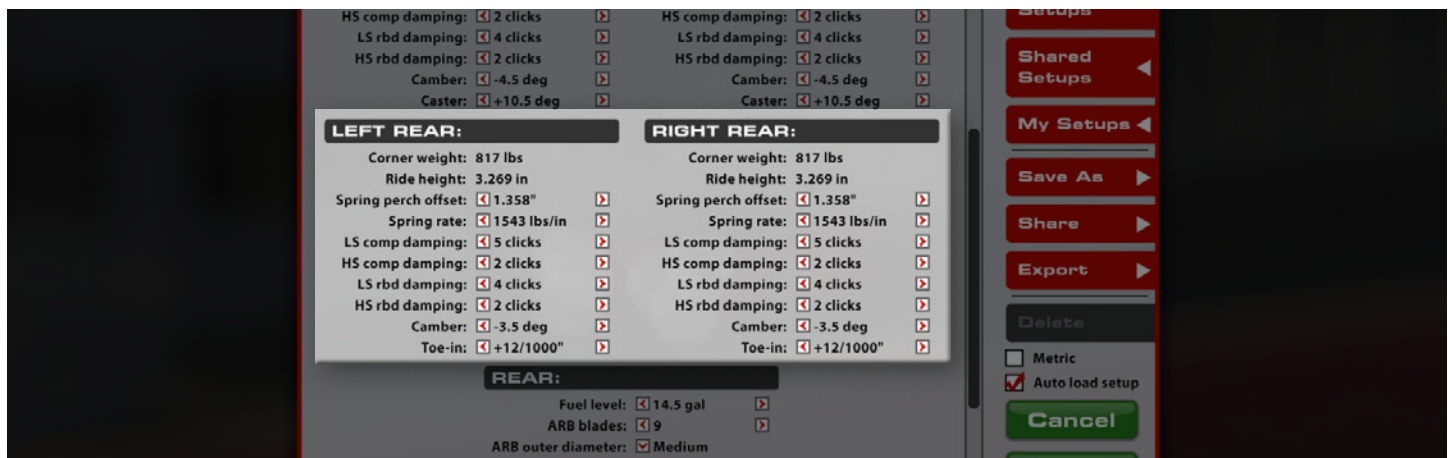 HS comp damping: 2 clicks HS comp damping: 2 clicks
LS rbd damping: 4 clicks LS rbd damping: 4 clicks
HS rbd damping: 2 clicks HS rbd damping: 2 clicks
Camber: -4.5 deg Camber: -4.5 deg
Caster: +10.5 deg Caster: +10.5 deg
LEFT REAR:
Corner weight: 817 lbs
Ride height: 3.269 in
Spring perch offset: 1.358"
Spring rate: 1543 lbs/in
LS comp damping: 5 clicks
HS comp damping: 2 clicks
LS rbd damping: 4 clicks
HS rbd damping: 2 clicks
Camber: -3.5 deg
Toe-in: +12/1000"
RIGHT REAR:
Corner weight: 817 lbs
Ride height: 3.269 in
Spring perch offset: 1.358"
Spring rate: 1543 lbs/in
LS comp damping: 5 clicks
HS comp damping: 2 clicks
LS rbd damping: 4 clicks
HS rbd damping: 2 clicks
Camber: -3.5 deg
Toe-in: +12/1000"
REAR:
Fuel level: 14.5 gal
ARB blades: 9
ARB outer diameter: Medium
Setups
Shared
Setups
My Setups
Save As
Share
Export
Delete
Metric
Auto load setup
Cancel